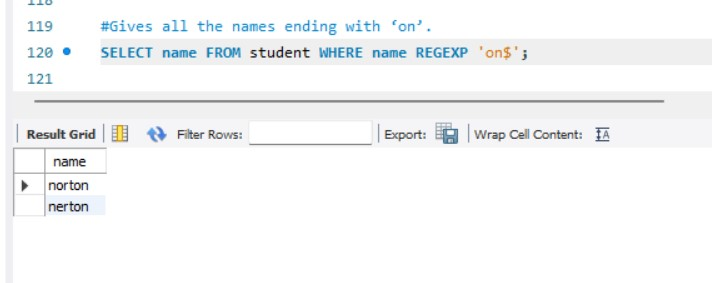 118
119 #Gives all the names ending with ‘on’.
120 SELECT name FROM student WHERE name REGEXP 'on$';
121
Result Grid Filter Rows: Export: Wrap Cell Content: IA
name
norton
nerton